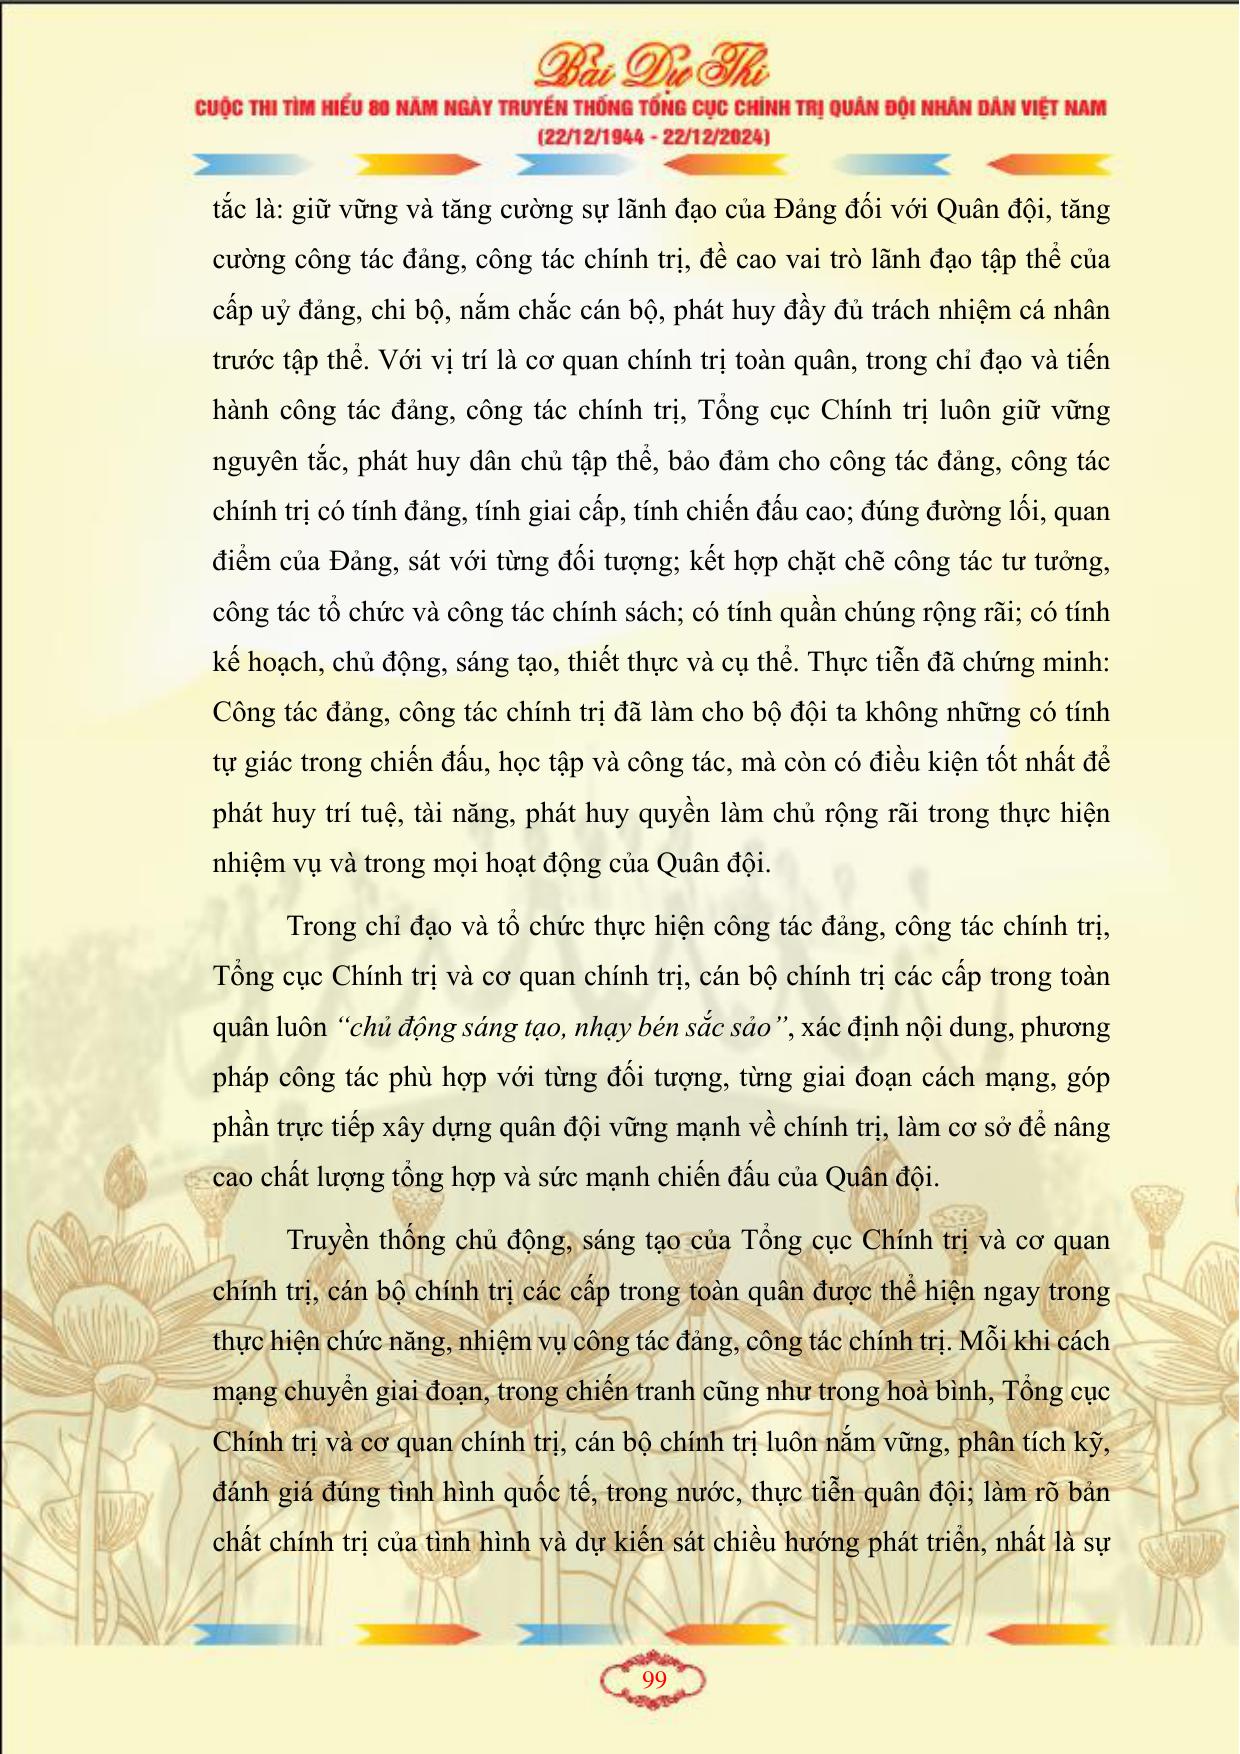 Bài Dự Thi
CUỘC THI TÌM HIỂU 80 NĂM NGÀY TRUYỀN THỐNG TỔNG CỤC CHÍNH TRỊ QUÂN ĐỘI NHÂN DÂN VIỆT NAM
(22/12/1944 - 22/12/2024)
tắc là: giữ vững và tăng cường sự lãnh đạo của Đảng đối với Quân đội, tăng
cường công tác đảng, công tác chính trị, đề cao vai trò lãnh đạo tập thể của
cấp uỷ đảng, chi bộ, nắm chắc cán bộ, phát huy đầy đủ trách nhiệm cá nhân
trước tập thể. Với vị trí là cơ quan chính trị toàn quân, trong chỉ đạo và tiến
hành công tác đảng, công tác chính trị, Tổng cục Chính trị luôn giữ vững
nguyên tắc, phát huy dân chủ tập thể, bảo đảm cho công tác đảng, công tác
chính trị có tính đảng, tính giai cấp, tính chiến đấu cao; đúng đường lối, quan
điểm của Đảng, sát với từng đối tượng; kết hợp chặt chẽ công tác tư tưởng,
công tác tổ chức và công tác chính sách; có tính quần chúng rộng rãi; có tính
kế hoạch, chủ động, sáng tạo, thiết thực và cụ thể. Thực tiễn đã chứng minh:
Công tác đảng, công tác chính trị đã làm cho bộ đội ta không những có tính
tự giác trong chiến đấu, học tập và công tác, mà còn có điều kiện tốt nhất để
phát huy trí tuệ, tài năng, phát huy quyền làm chủ rộng rãi trong thực hiện
nhiệm vụ và trong mọi hoạt động của Quân đội.
Trong chỉ đạo và tổ chức thực hiện công tác đảng, công tác chính trị,
Tổng cục Chính trị và cơ quan chính trị, cán bộ chính trị các cấp trong toàn
quân luôn “chủ động sáng tạo, nhạy bén sắc sảo”, xác định nội dung, phương
pháp công tác phù hợp với từng đối tượng, từng giai đoạn cách mạng, góp
phần trực tiếp xây dựng quân đội vững mạnh về chính trị, làm cơ sở để nâng
cao chất lượng tổng hợp và sức mạnh chiến đấu của Quân đội.
Truyền thống chủ động, sáng tạo của Tổng cục Chính trị và cơ quan
chính trị, cán bộ chính trị các cấp trong toàn quân được thể hiện ngay trong
thực hiện chức năng, nhiệm vụ công tác đảng, công tác chính trị. Mỗi khi cách
mạng chuyển giai đoạn, trong chiến tranh cũng như trong hoà bình, Tổng cục
Chính trị và cơ quan chính trị, cán bộ chính trị luôn nắm vững, phân tích kỹ,
đánh giá đúng tình hình quốc tế, trong nước, thực tiễn quân đội; làm rõ bản
chất chính trị của tình hình và dự kiến sát chiều hướng phát triển, nhất là sự
99